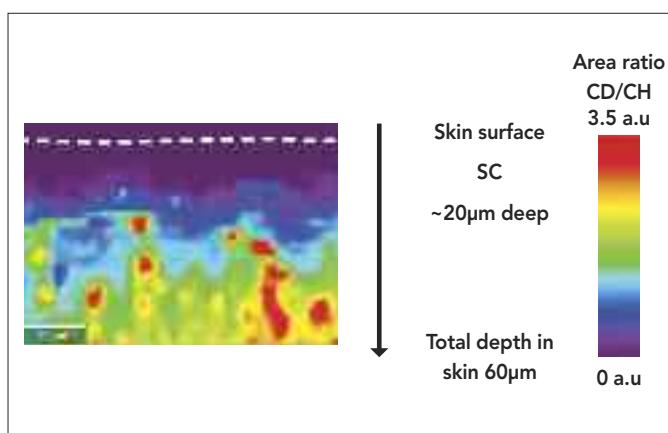 Area ratio
CD/CH
3.5 a.u
Skin surface
SC
~20µm deep
Total depth in
skin 60µm
0 a.u